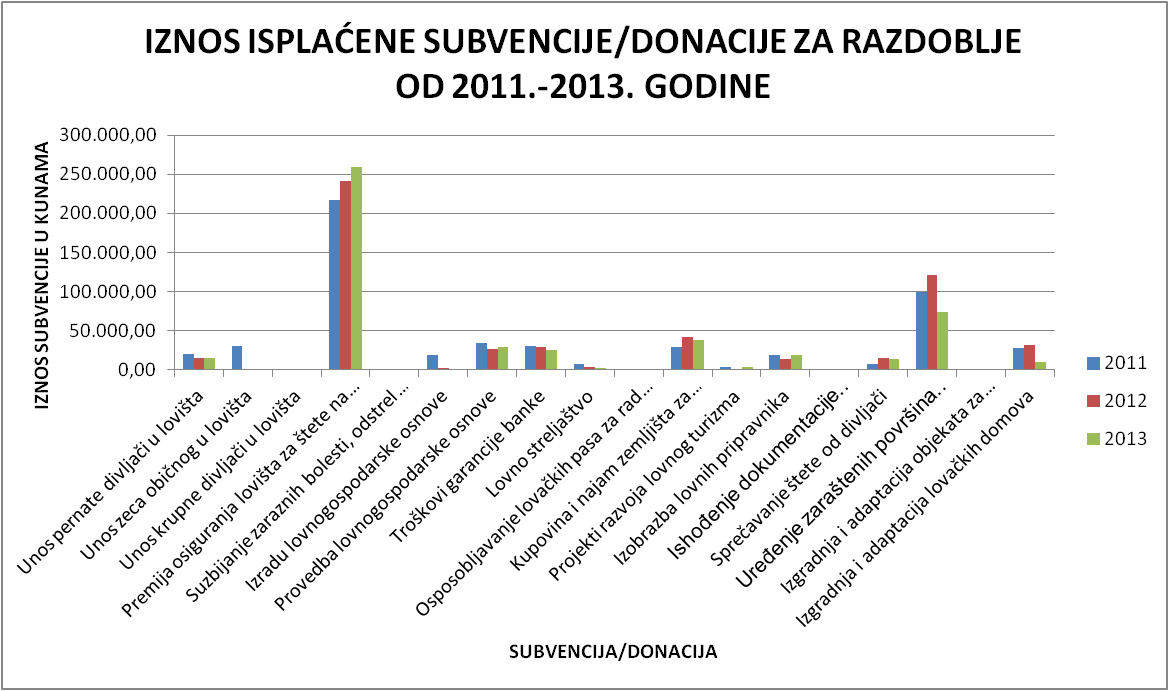 IZNOS ISPLAĆENE SUBVENCIJE/DONACIJE ZA RAZDOBLJE
OD 2011.-2013. GODINE
IZNOS SUBVENCIJE U KUNAMA
300.000,00
250.000,00
200.000,00
150.000,00
100.000,00
50.000,00
0,00
Unos pernate divljači u lovišta
Unos zeca običnog u lovišta
Unos krupne divljači u lovišta
Premija osiguranja lovišta za štete na...
Suzbijanje zaraznih bolesti, odstrel...
Izradu lovnogospodarske osnove
Provedba lovnogospodarske osnove
Troškovi garancije banke
Lovno streljaštvo
Osposobljavanje lovačkih pasa za rad...
Kupovina i najam zemljišta za...
Projekti razvoja lovnog turizma
Izobrazba lovnih pripravnika
Ishođenje dokumentacije..
Sprečavanje štete od divljači
Uređenje zaraštenih površina..
Izgradnja i adaptacija objekata za...
Izgradnja i adaptacija lovačkih domova
SUBVENCIJA/DONACIJA
2011
2012
2013